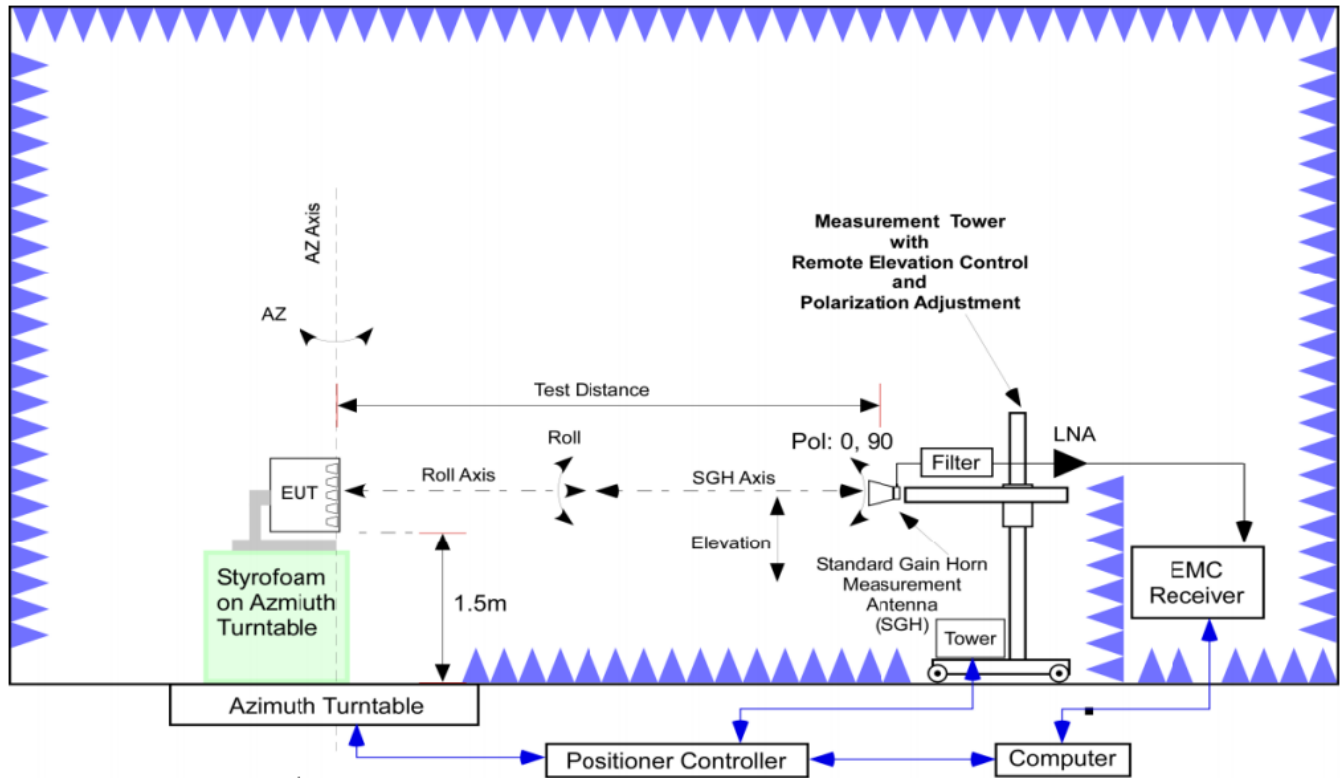 AZ Axis
AZ
Measurement Tower
with
Remote Elevation Control
and
Polarization Adjustment
Test Distance
Roll
Pol: 0, 90
LNA
Filter
EUT
Roll Axis
SGH Axis
Elevation
Standard Gain Horn
Measurement
Antenna
(SGH)
EMC
Receiver
Styrofoam
on Azmiuth
Turntable
1.5m
Tower
Azimuth Turntable
Positioner Controller
Computer